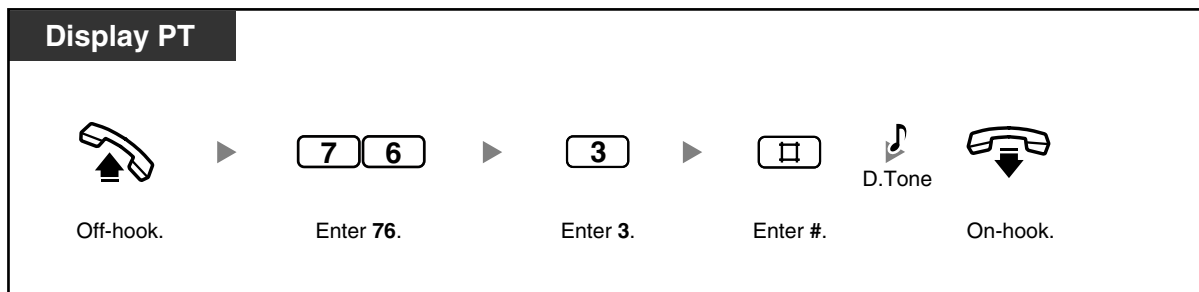 Display PT
7 6 3 #
D.Tone
Off-hook. Enter 76. Enter 3. Enter #. On-hook.